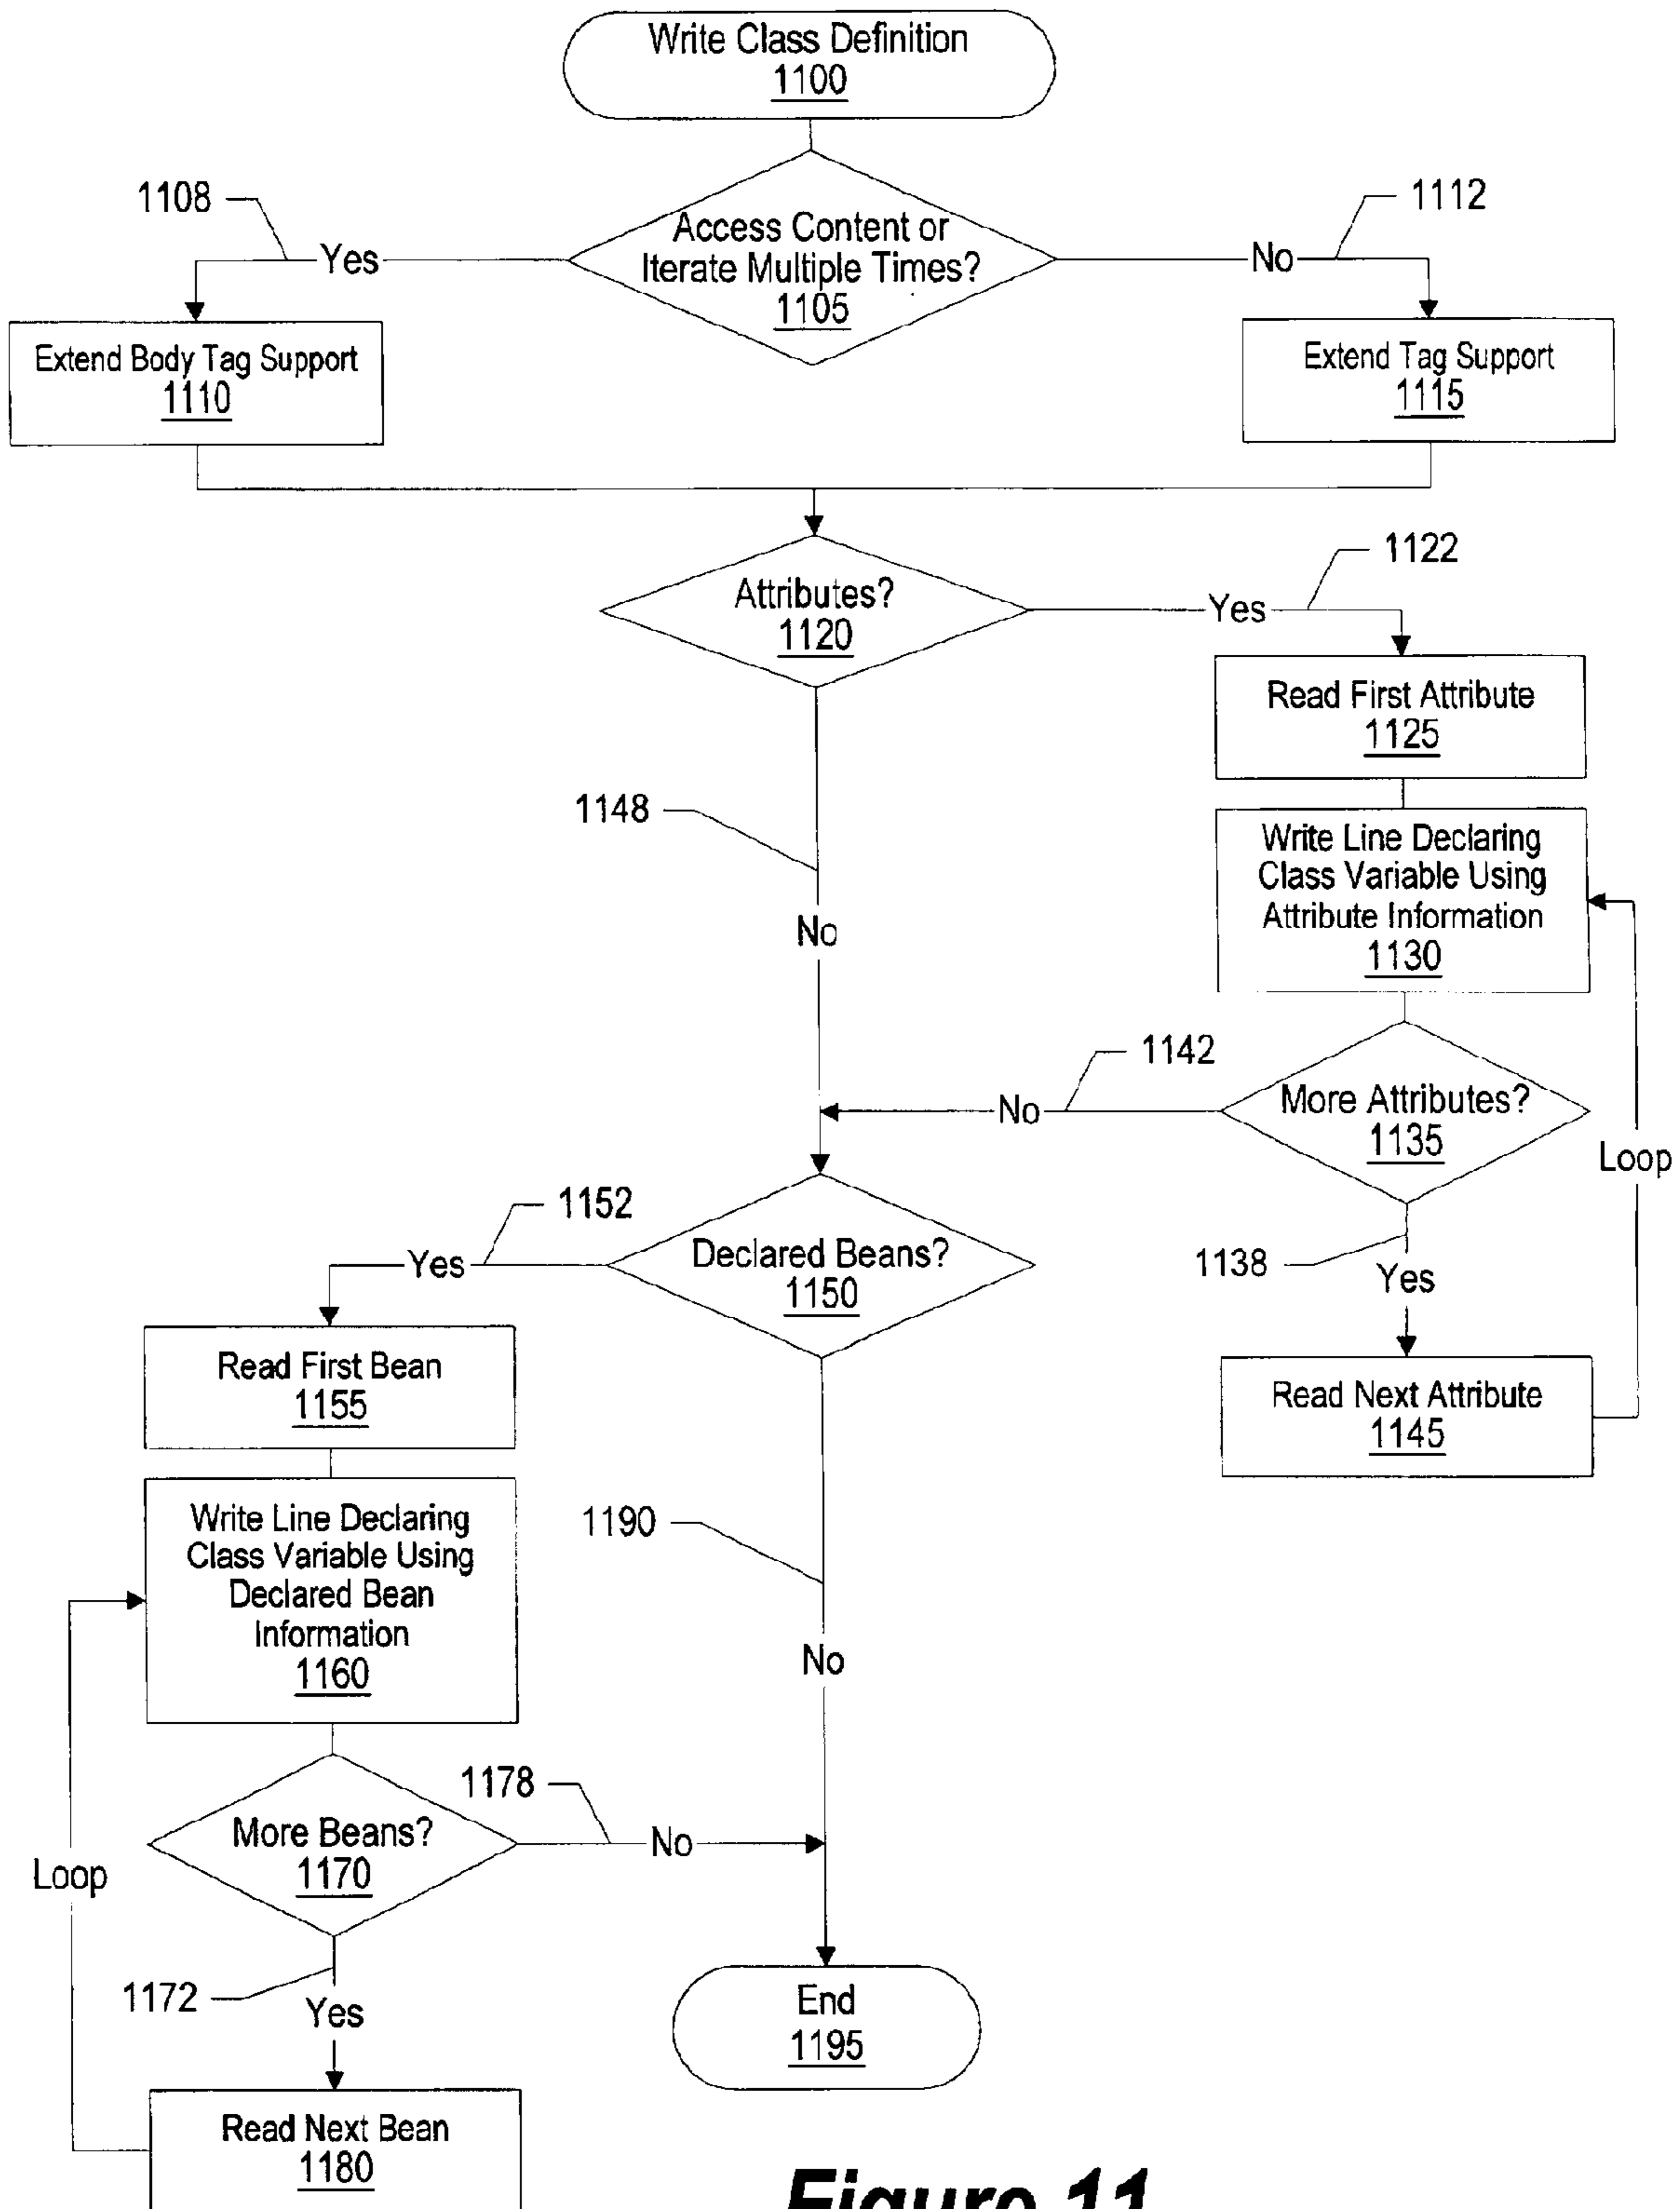 Write Class Definition
1100
1108
1112
Access Content or
Iterate Multiple Times?
1105
Yes
No
Extend Body Tag Support
1110
Extend Tag Support
1115
1122
Attributes?
1120
Yes
Read First Attribute
1125
1148
Write Line Declaring
Class Variable Using
Attribute Information
1130
No
1142
More Attributes?
1135
No
Loop
1152
Declared Beans?
1150
Yes
1138
Yes
Read First Bean
1155
Read Next Attribute
1145
Write Line Declaring
Class Variable Using
Declared Bean
Information
1160
1190
No
1178
More Beans?
1170
No
Loop
1172
Yes
End
1195
Read Next Bean
1180
Figure 11